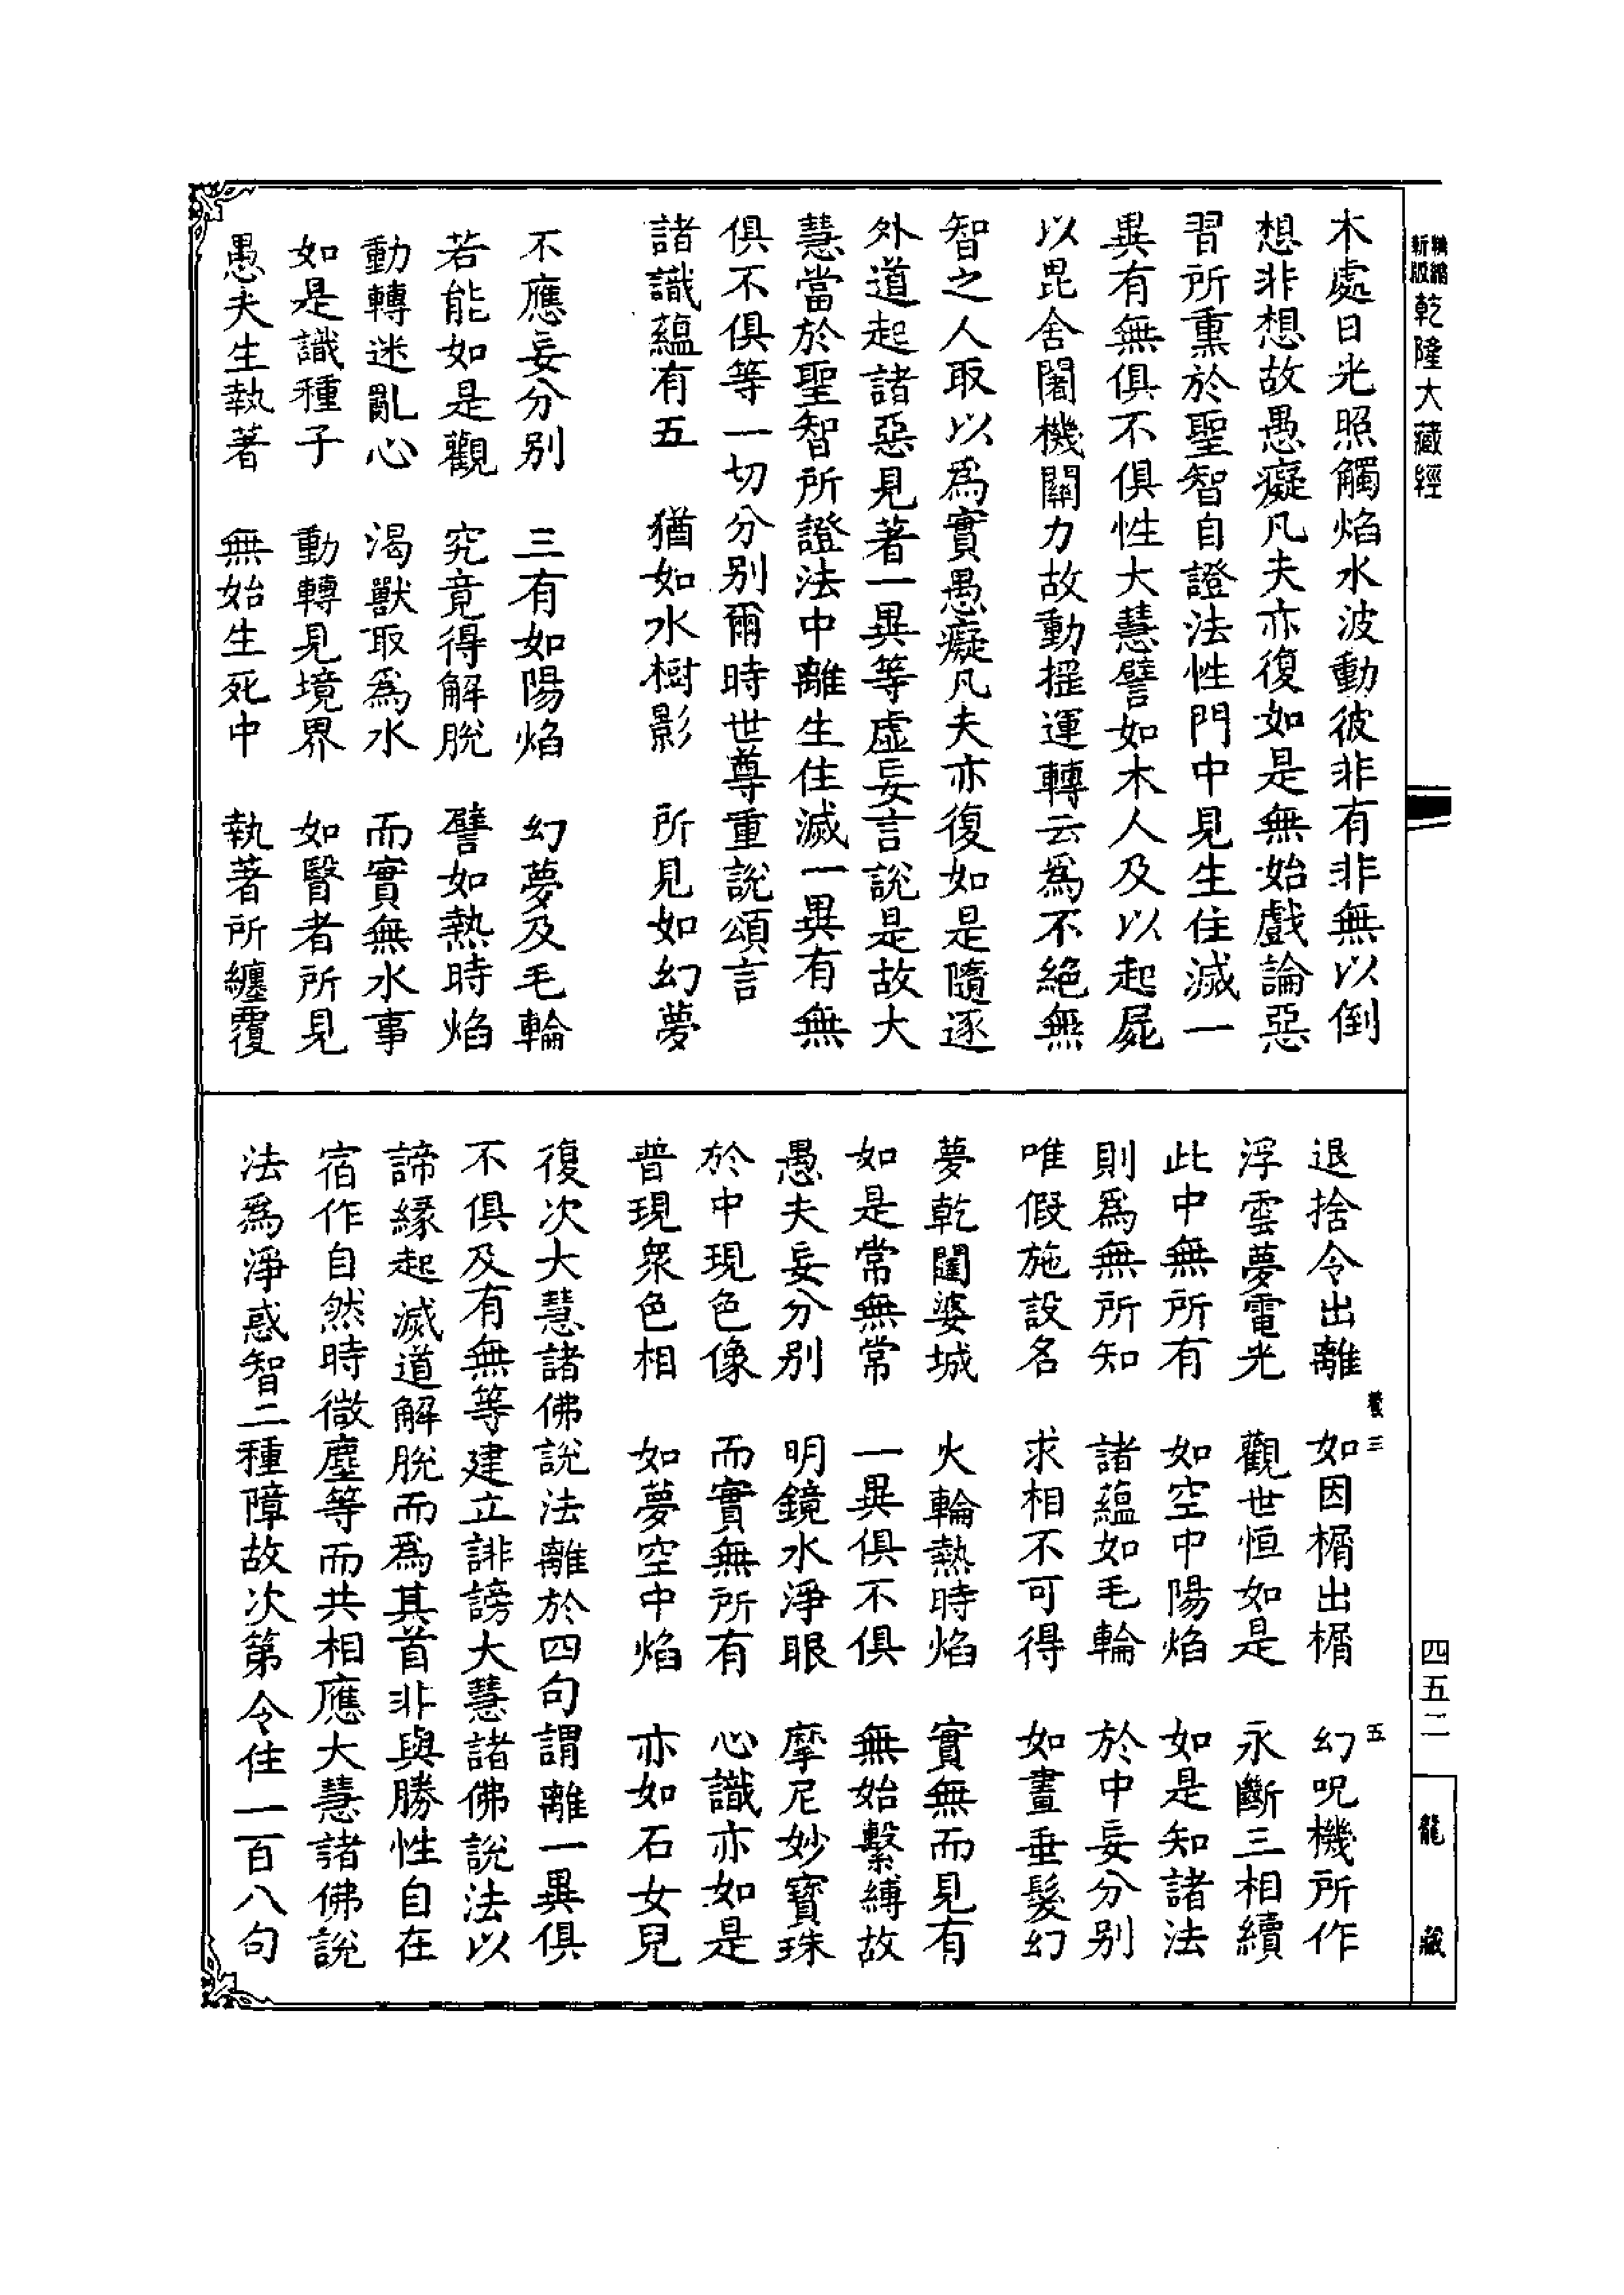 新版
縮編
乾隆大藏經
木處日光照觸焰水波動彼非有非無以倒
想非想故愚癡凡夫亦復如是無始戲論惡
習所熏於聖智自證法性門中見生住滅一
異有無俱不俱性大慧譬如木人及以起屍
以毘舍闍機關力故動搖運轉云爲不絕無
智之人取以爲實愚癡凡夫亦復如是隨逐
外道起諸惡見著一異等虛妄言說是故大
慧當於聖智所證法中離生住滅一異有無
俱不俱等一切分別爾時世尊重說頌言
諸識蘊有五　猶如水樹影　所見如幻夢
不應妄分別　三有如陽焰　幻夢及毛輪
若能如是觀　究竟得解脫　譬如熱時焰
動轉迷亂心　渴獸取爲水　而實無水事
如是識種子　動轉見境界　如瞖者所見
愚夫生執著　無始生死中　執著所纏覆
退捨令出離　如因楔出楔　幻呪機所作
浮雲夢電光　觀世恒如是　永斷三相續
此中無所有　如空中陽焰　如是知諸法
則爲無所知　諸蘊如毛輪　於中妄分別
唯假施設名　求相不可得　如畫垂髮幻
夢乾闥婆城　火輪熱時焰　實無而見有
如是常無常　一異俱不俱　無始繫縛故
愚夫妄分別　明鏡水淨眼　摩尼妙寶珠
於中現色像　而實無所有　心識亦如是
普現眾色相　如夢空中焰　亦如石女兒
復次大慧諸佛說法離於四句謂離一異俱
不俱及有無等建立誹謗大慧諸佛說法以
諦緣起滅道解脫而爲其首非與勝性自在
宿作自然時微塵等而共相應大慧諸佛說
法爲淨惑智二種障故次第令住一百八句
三
五
四五二
龍藏